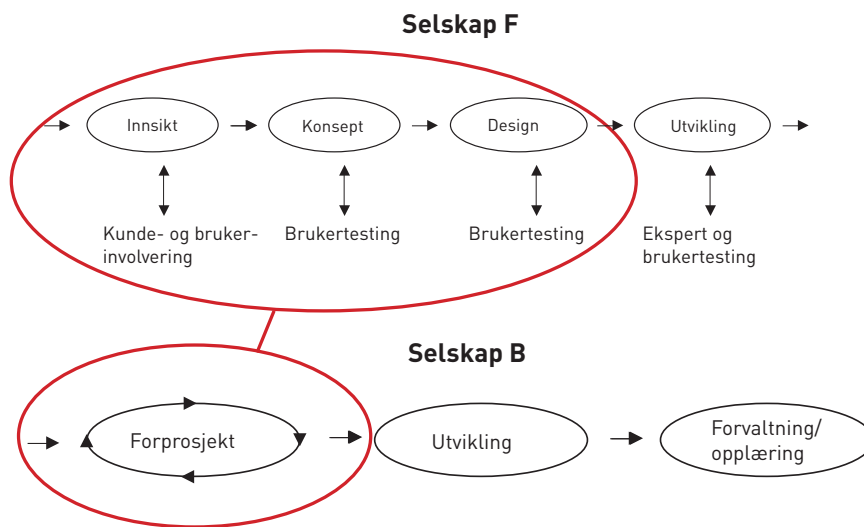 Selskap F
Innsikt
Konsept
Design
Utvikling
Kunde- og bruker-
involvering
Brukertesting
Brukertesting
Ekspert og
brukertesting
Selskap B
Forprosjekt
Utvikling
Forvaltning/
opplæring